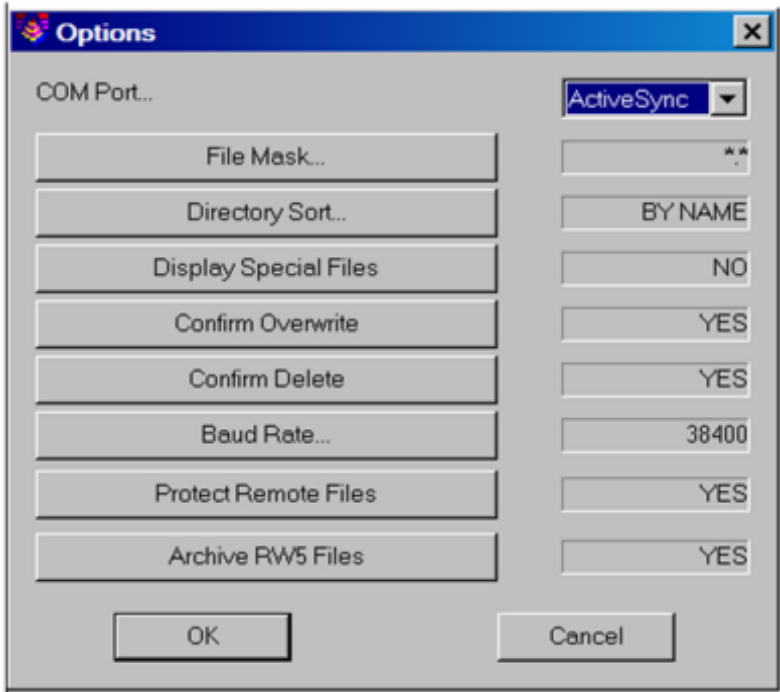 Options
COM Port... ActiveSync
File Mask... *.*
Directory Sort... BY NAME
Display Special Files NO
Confirm Overwrite YES
Confirm Delete YES
Baud Rate... 38400
Protect Remote Files YES
Archive RW5 Files YES
OK Cancel